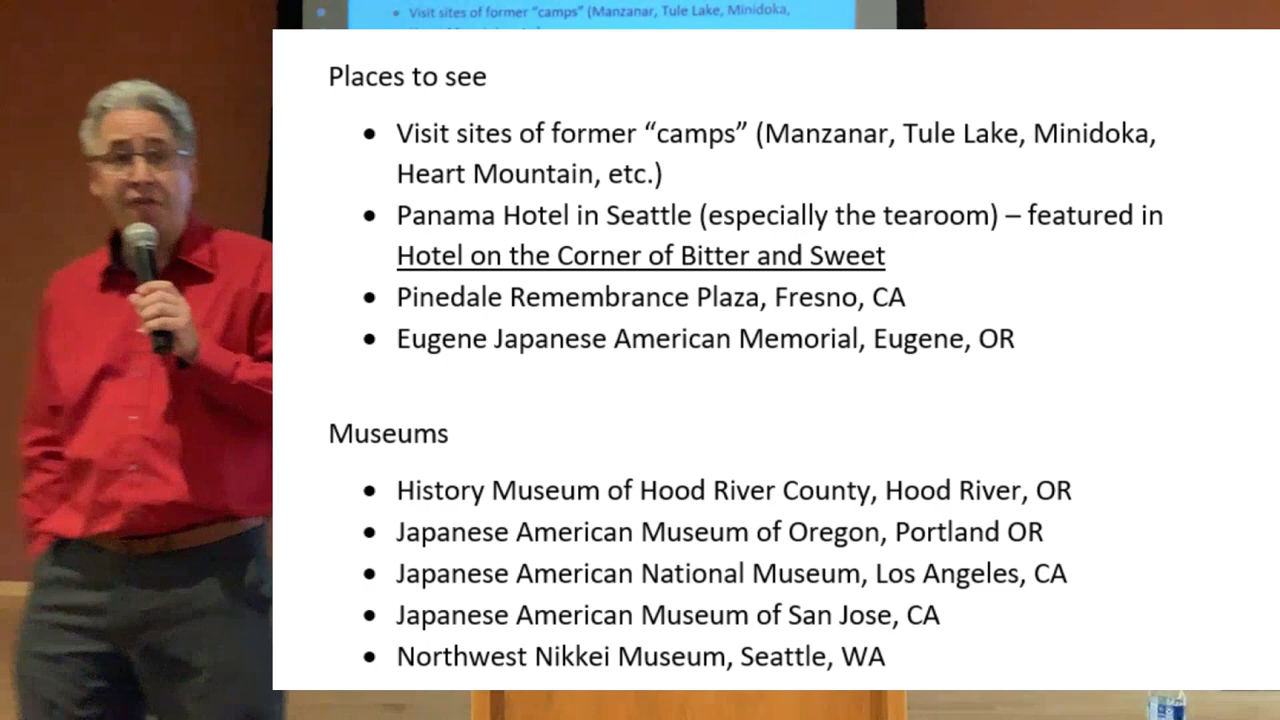 • Visit sites of former “camps” (Manzanar, Tule Lake, Minidoka,
Places to see
• Visit sites of former “camps” (Manzanar, Tule Lake, Minidoka,
Heart Mountain, etc.)
• Panama Hotel in Seattle (especially the tearoom) – featured in
Hotel on the Corner of Bitter and Sweet
• Pinedale Remembrance Plaza, Fresno, CA
• Eugene Japanese American Memorial, Eugene, OR
Museums
• History Museum of Hood River County, Hood River, OR
• Japanese American Museum of Oregon, Portland OR
• Japanese American National Museum, Los Angeles, CA
• Japanese American Museum of San Jose, CA
• Northwest Nikkei Museum, Seattle, WA